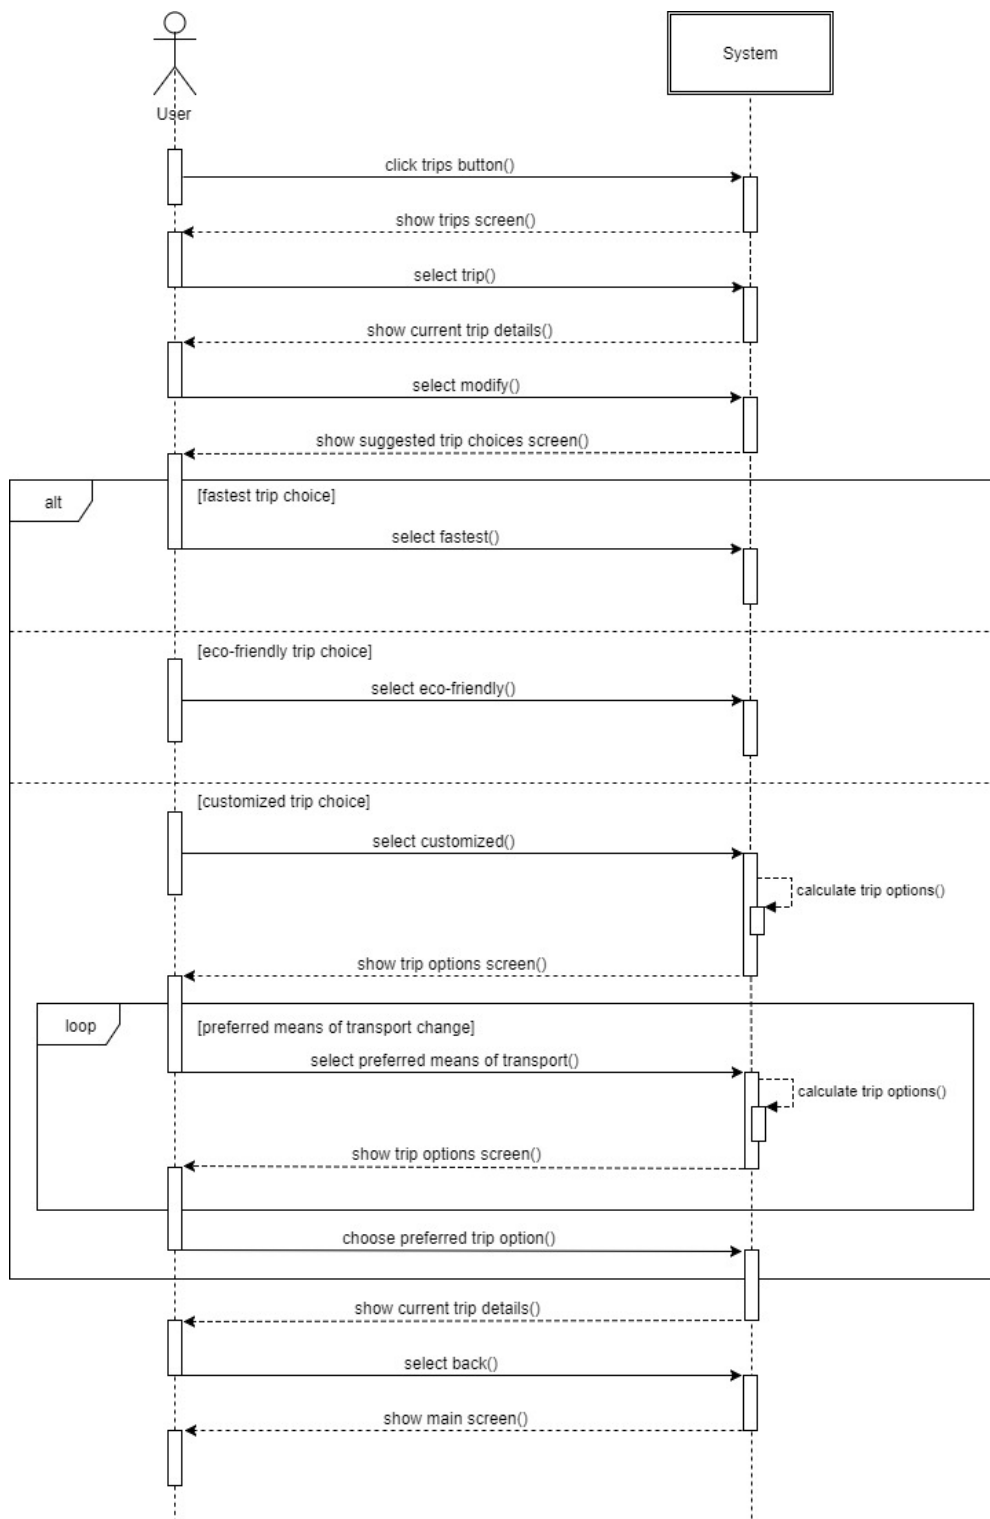 System
User
click trips button()
show trips screen()
select trip()
show current trip details()
select modify()
show suggested trip choices screen()
alt
[fastest trip choice]
select fastest()
[eco-friendly trip choice]
select eco-friendly()
[customized trip choice]
select customized()
calculate trip options()
show trip options screen()
loop
[preferred means of transport change]
select preferred means of transport()
calculate trip options()
show trip options screen()
choose preferred trip option()
show current trip details()
select back()
show main screen()